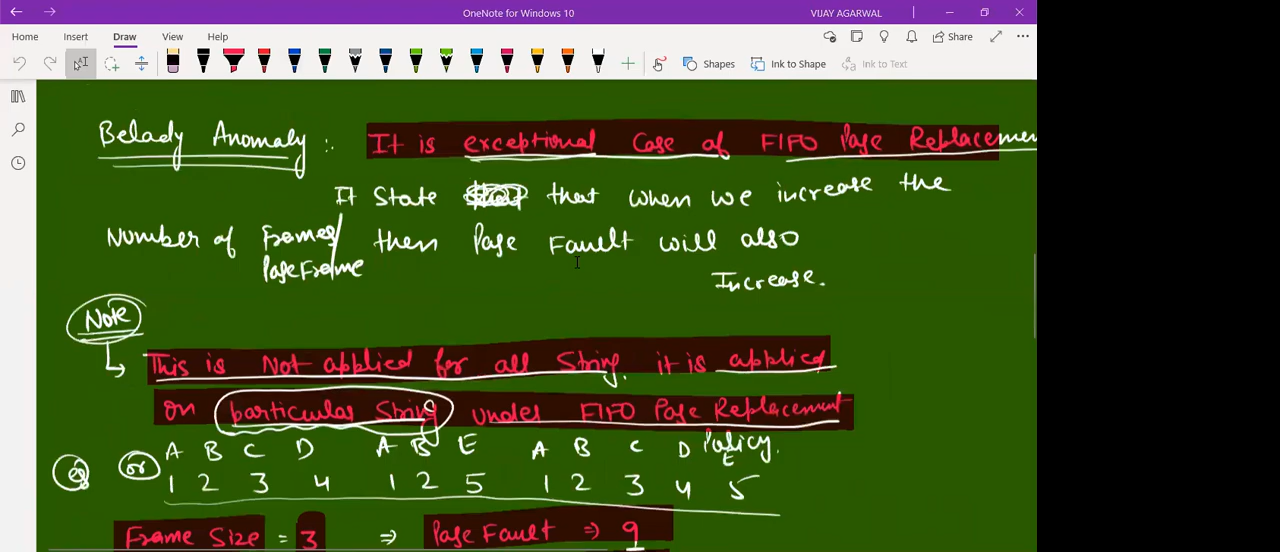 OneNote for Windows 10
VIJAY AGARWAL
Home Insert Draw View Help
Share
Shapes Ink to Shape Ink to Text
Belady Anomaly : It is exceptional Case of FIFO Page Replacement
It State that when we increase the
Number of Frames/ then Page Fault will also
Page Frame Increase.
Note
This is Not applied for all String. it is applied
on particular String under FIFO Page Replacement
Policy.
A B C D A B E A B C D E
eg or 1 2 3 4 1 2 5 1 2 3 4 5
Frame Size = 3 ⇒ Page Fault ⇒ 9